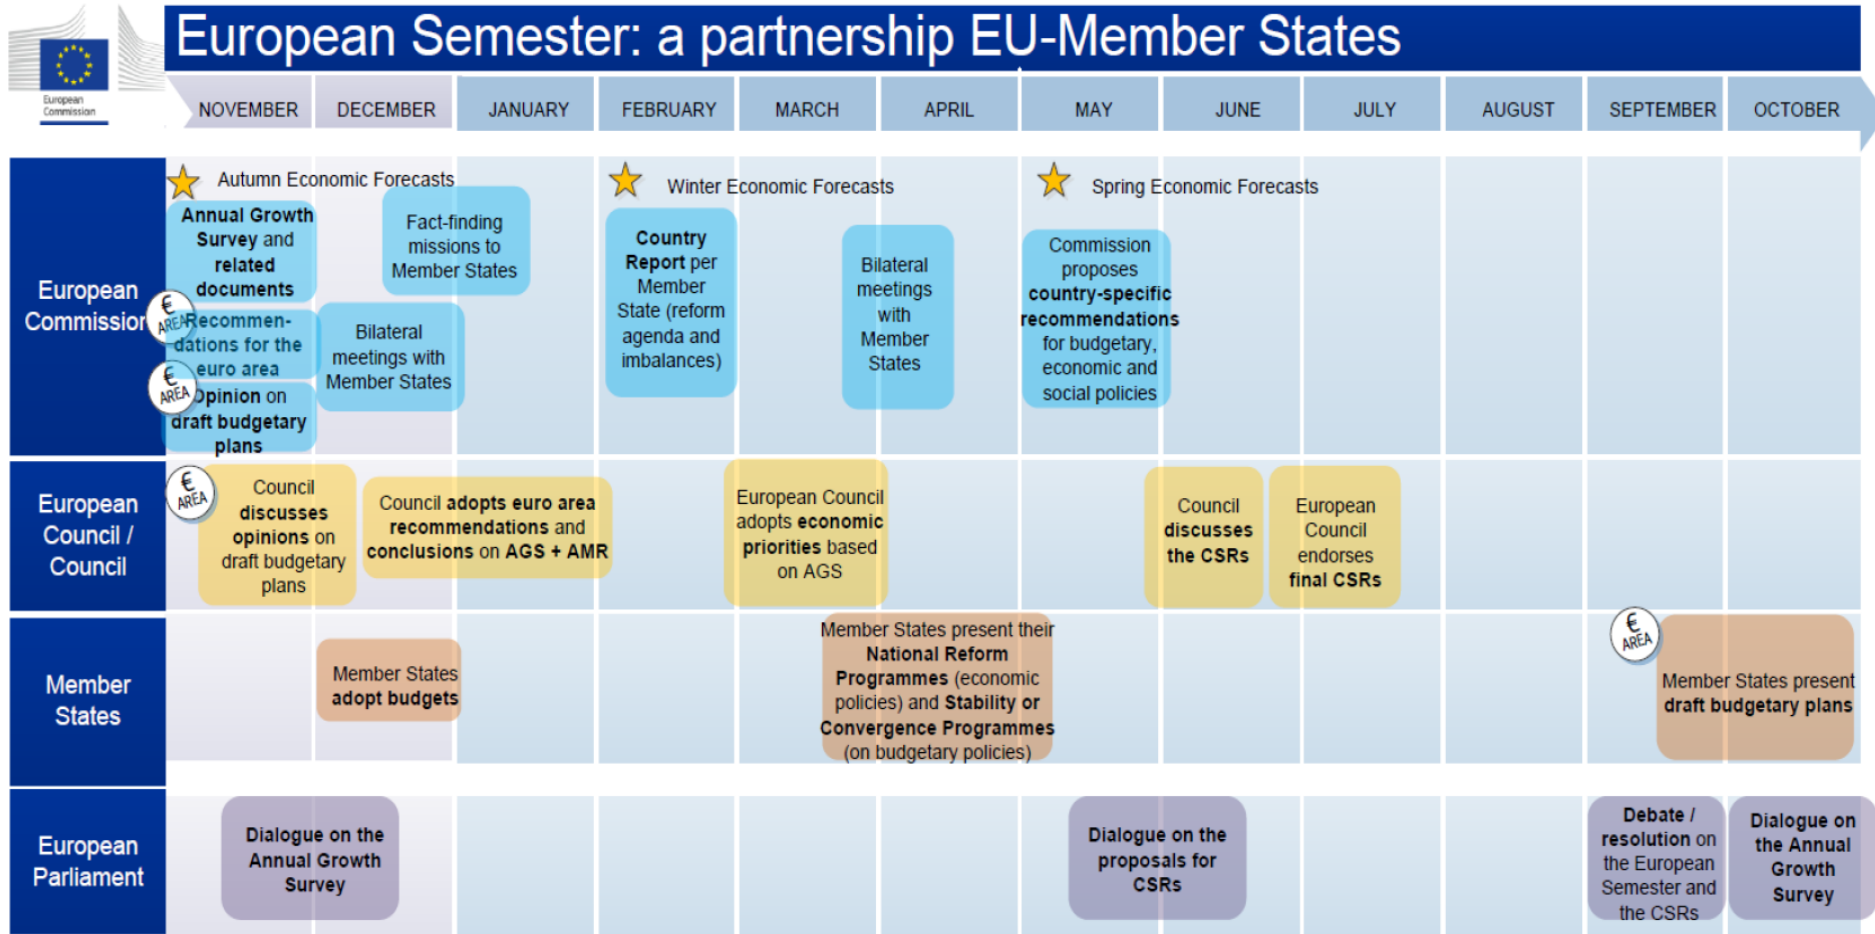 European Semester: a partnership EU-Member States
European
Commission
NOVEMBER
DECEMBER
JANUARY
FEBRUARY
MARCH
APRIL
MAY
JUNE
JULY
AUGUST
SEPTEMBER
OCTOBER
European
Commission
Autumn Economic Forecasts
Winter Economic Forecasts
Spring Economic Forecasts
Annual Growth
Survey and
related
documents
€
AREA
Recommen-
dations for the
euro area
€
AREA
Opinion on
draft budgetary
plans
Fact-finding
missions to
Member States
Bilateral
meetings with
Member States
Country
Report per
Member
State (reform
agenda and
imbalances)
Bilateral
meetings
with
Member
States
Commission
proposes
country-specific
recommendations
for budgetary,
economic and
social policies
European
Council /
Council
€
AREA
Council
discusses
opinions on
draft budgetary
plans
Council adopts euro area
recommendations and
conclusions on AGS + AMR
European Council
adopts economic
priorities based
on AGS
Council
discusses
the CSRs
European
Council
endorses
final CSRs
Member
States
Member States
adopt budgets
Member States present their
National Reform
Programmes (economic
policies) and Stability or
Convergence Programmes
(on budgetary policies)
€
AREA
Member States present
draft budgetary plans
European
Parliament
Dialogue on the
Annual Growth
Survey
Dialogue on the
proposals for
CSRs
Debate /
resolution on
the European
Semester and
the CSRs
Dialogue on
the Annual
Growth
Survey